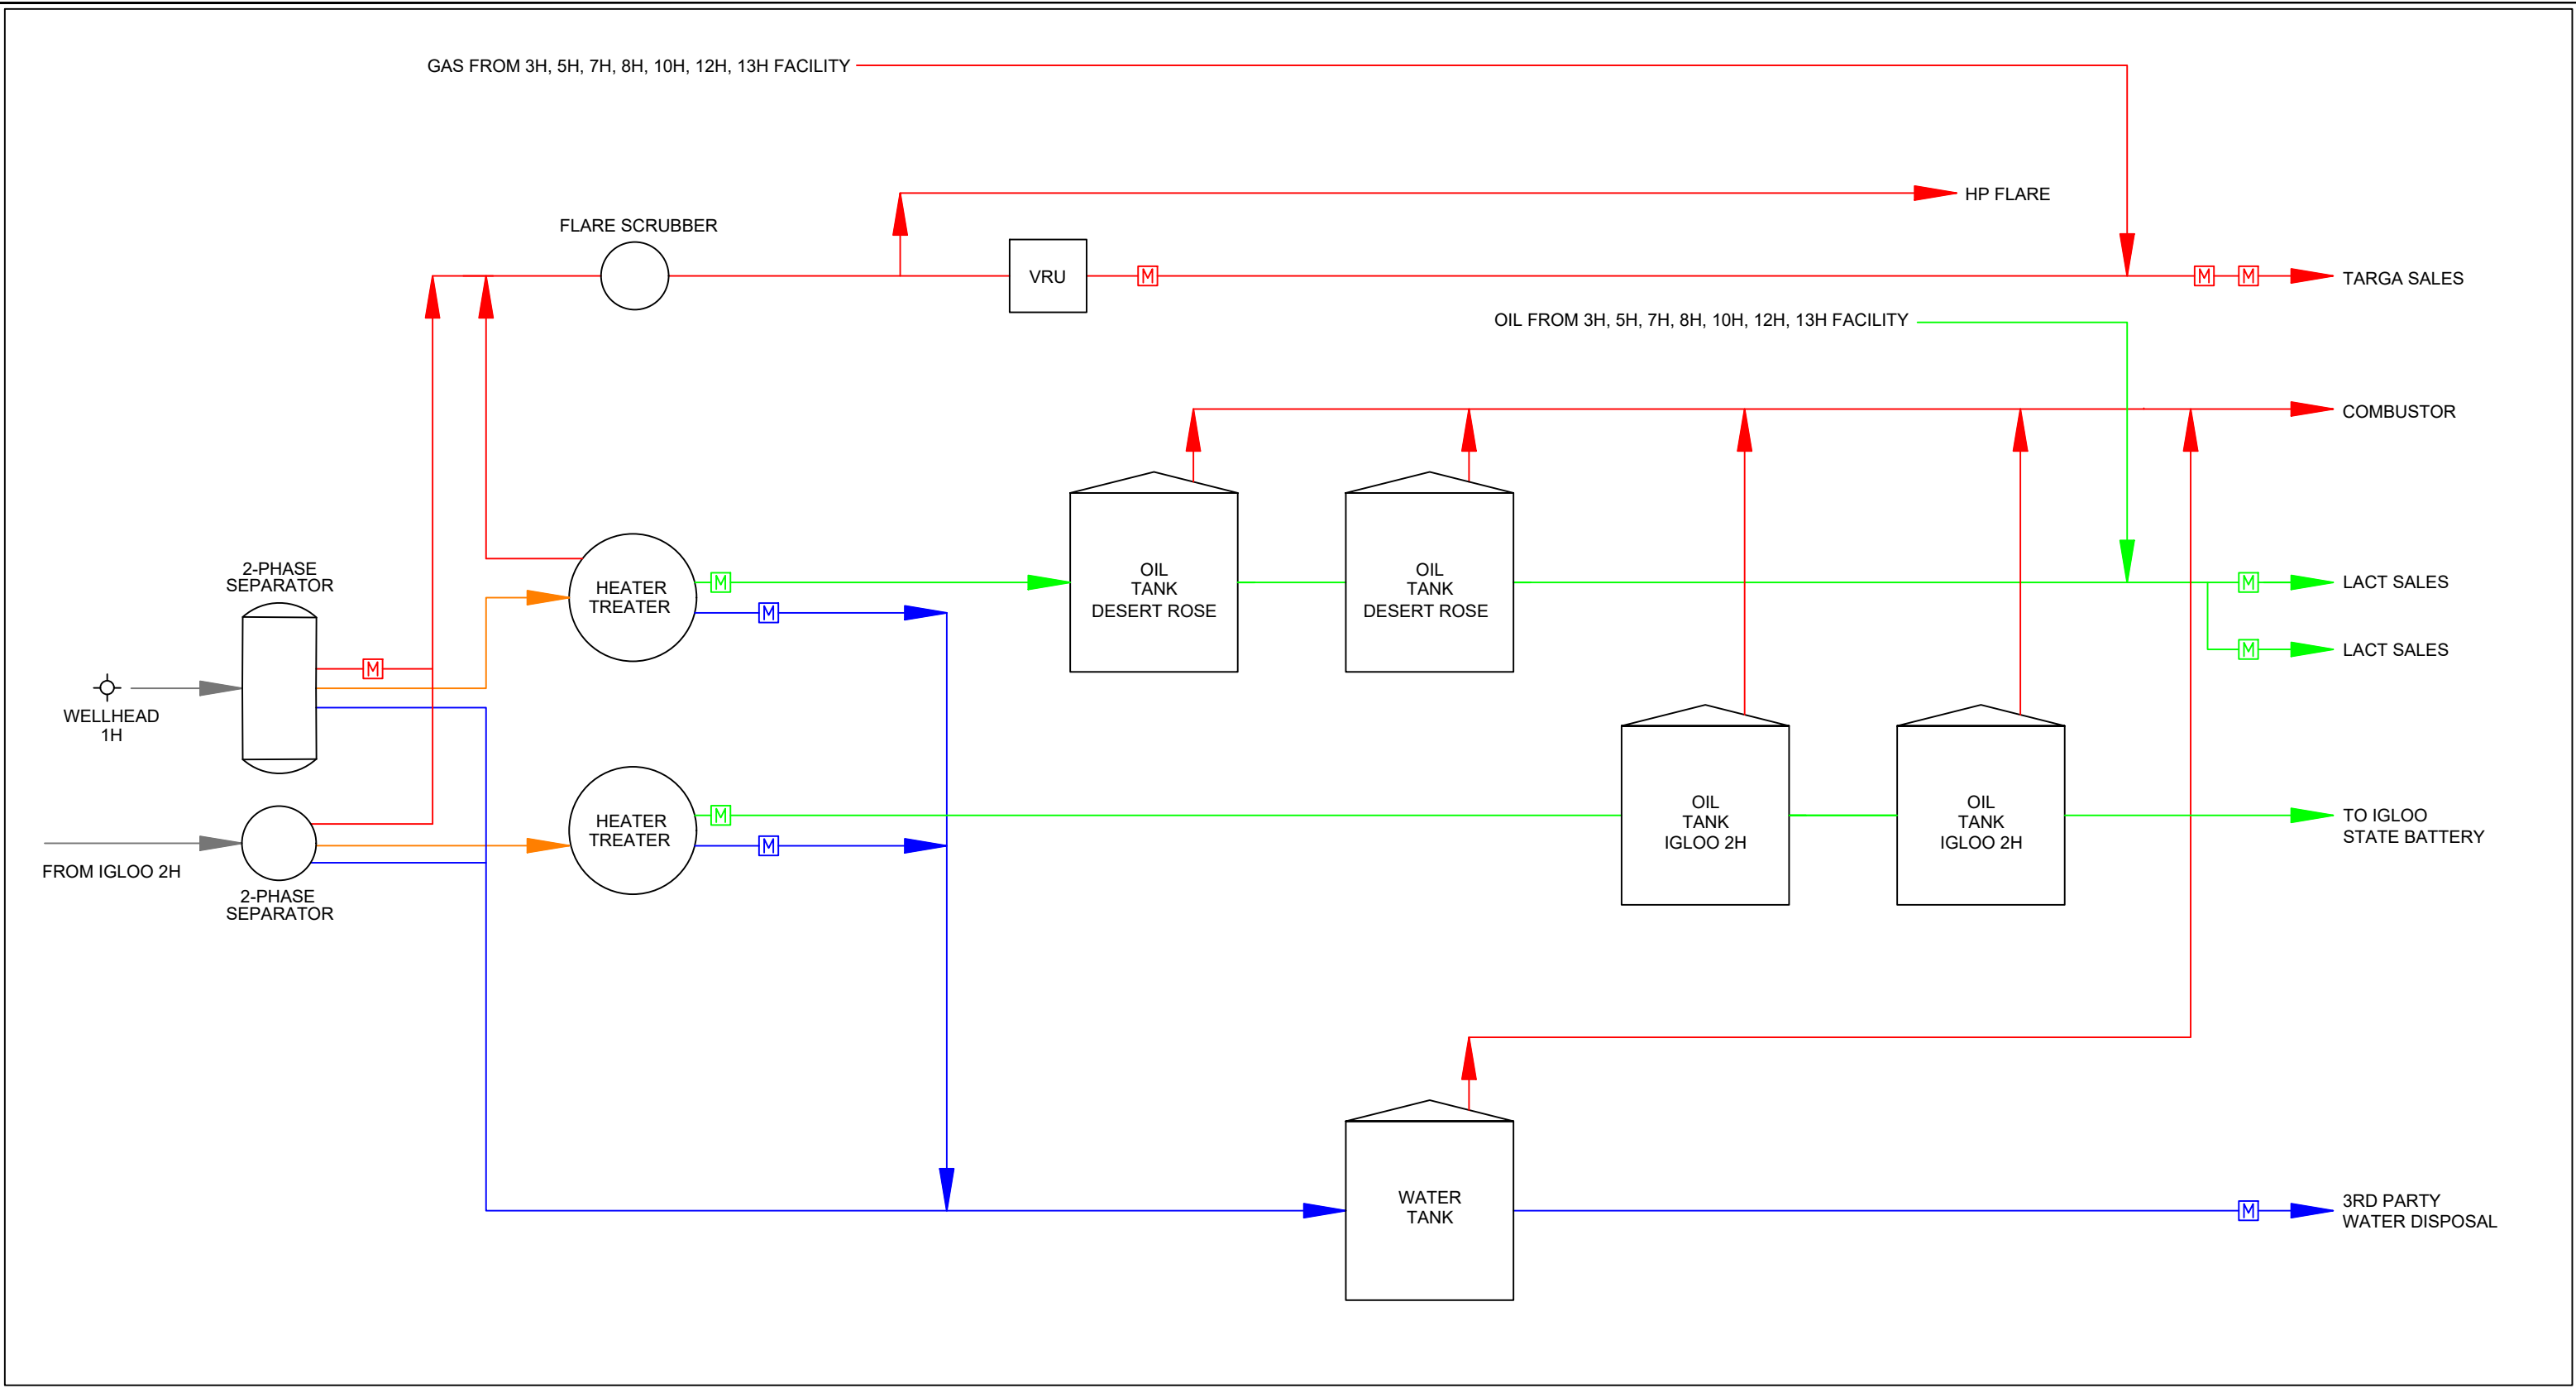 GAS FROM 3H, 5H, 7H, 8H, 10H, 12H, 13H FACILITY
HP FLARE
FLARE SCRUBBER
VRU
M
M
M
TARGA SALES
OIL FROM 3H, 5H, 7H, 8H, 10H, 12H, 13H FACILITY
COMBUSTOR
2-PHASE
SEPARATOR
HEATER
TREATER
M
M
OIL
TANK
DESERT ROSE
OIL
TANK
DESERT ROSE
M
LACT SALES
M
LACT SALES
M
WELLHEAD
1H
FROM IGLOO 2H
2-PHASE
SEPARATOR
HEATER
TREATER
M
M
OIL
TANK
IGLOO 2H
OIL
TANK
IGLOO 2H
TO IGLOO
STATE BATTERY
WATER
TANK
M
3RD PARTY
WATER DISPOSAL